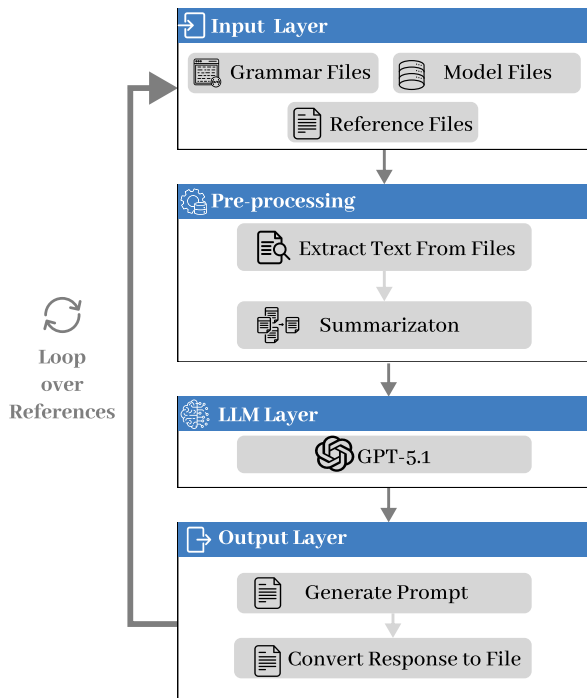 Input Layer
Grammar Files
Model Files
Reference Files
Pre-processing
Extract Text From Files
Summarizaton
Loop
over
References
LLM Layer
GPT-5.1
Output Layer
Generate Prompt
Convert Response to File